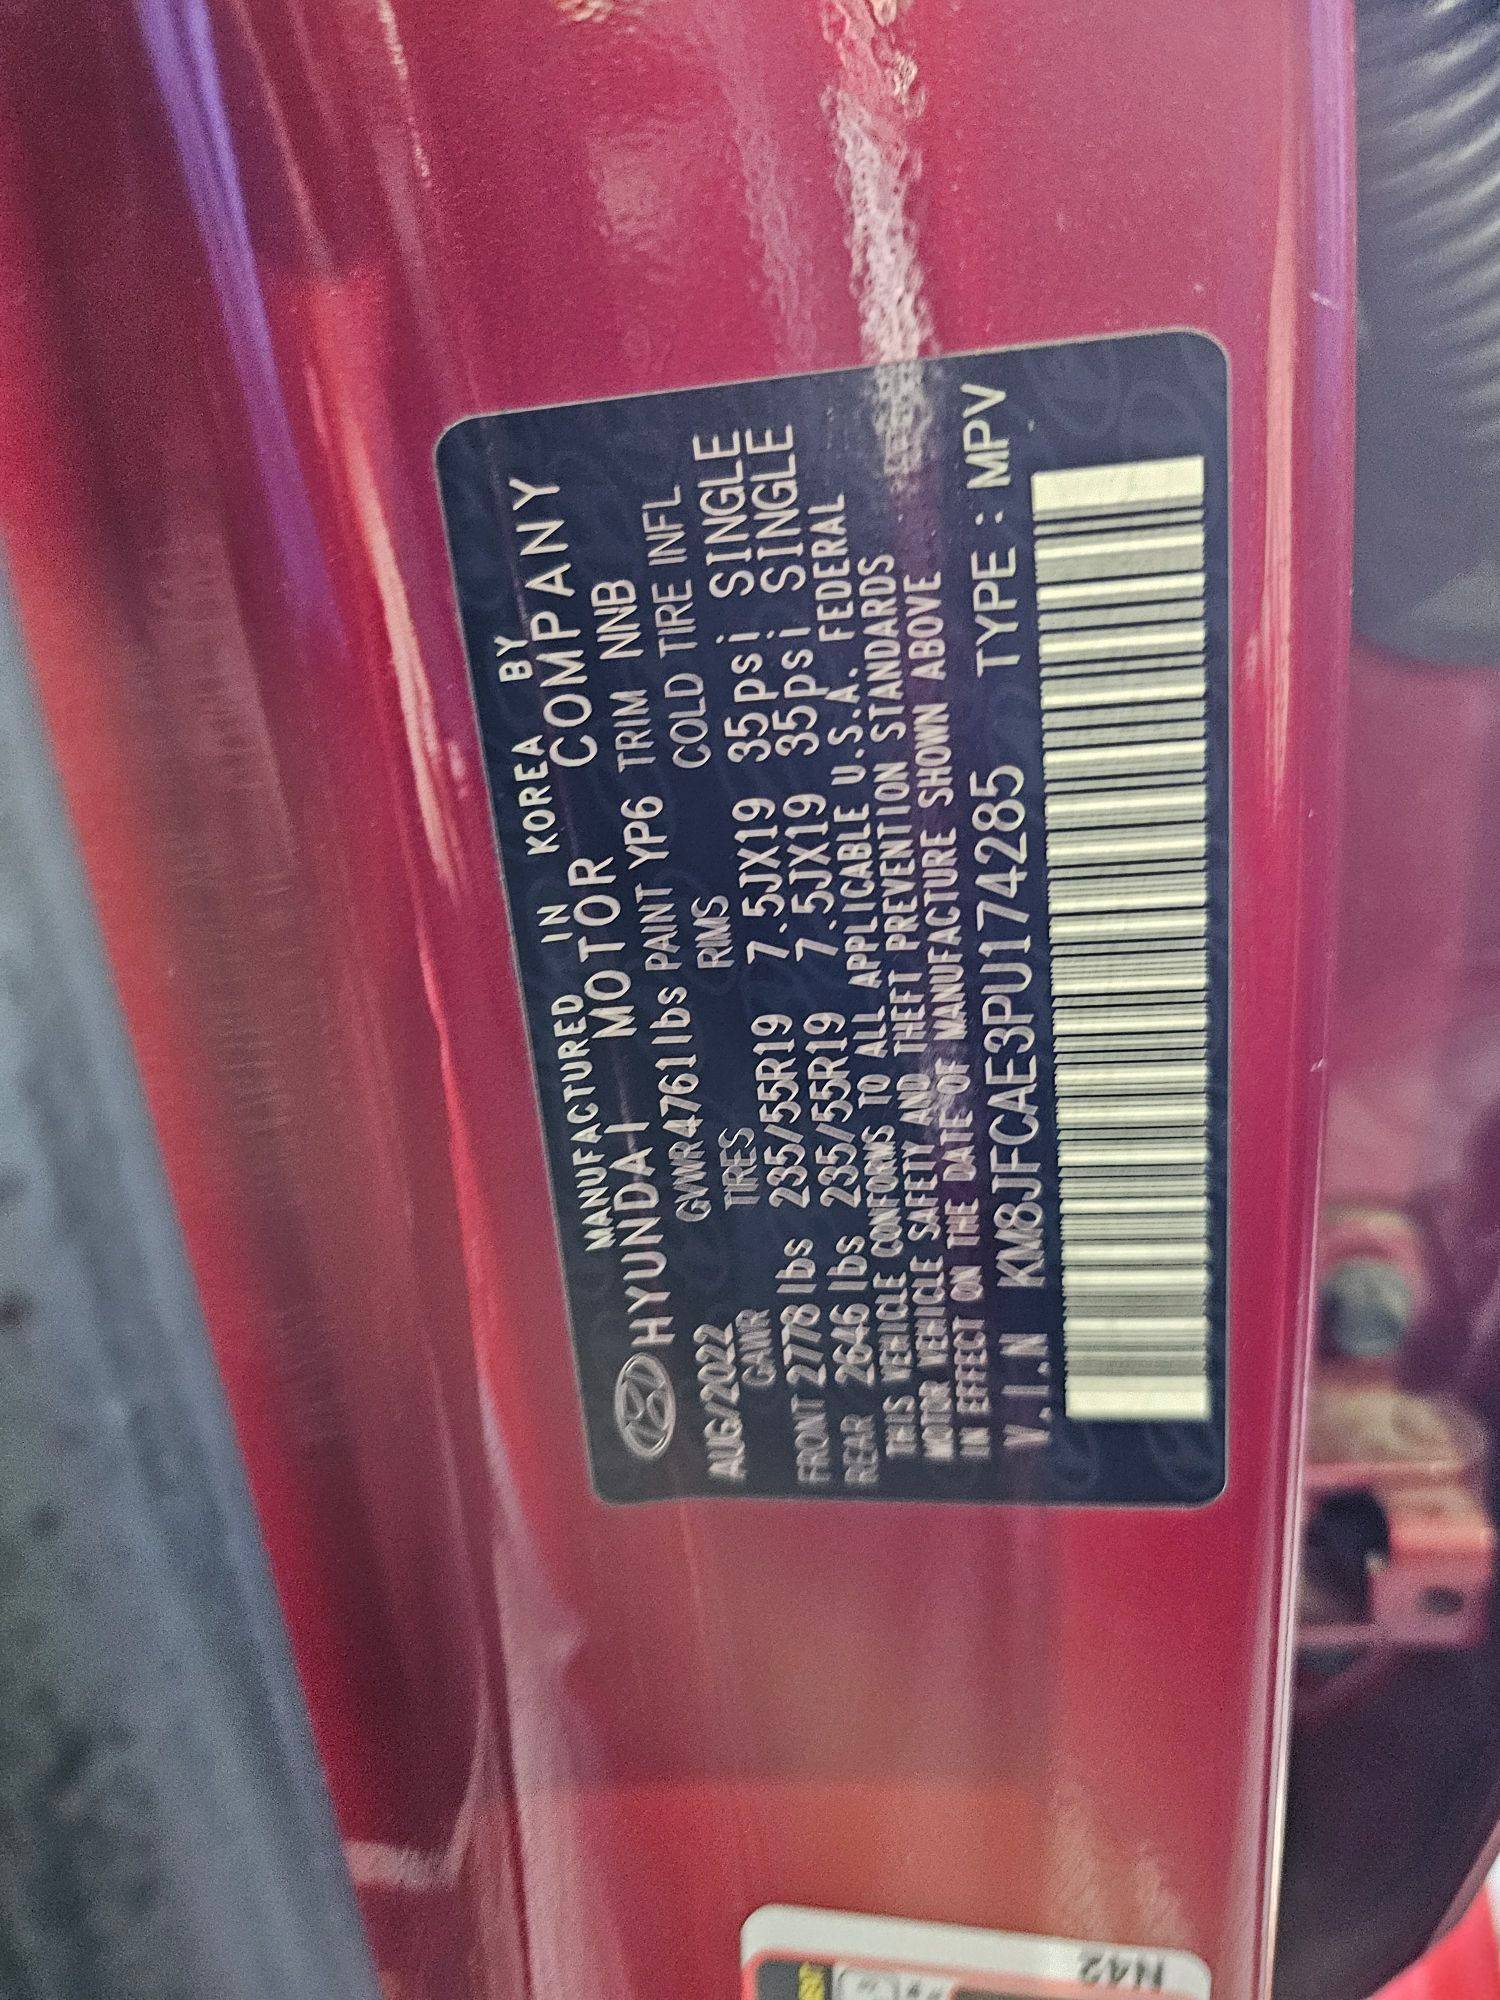 MANUFACTURED IN KOREA BY
HYUNDAI MOTOR COMPANY
AUG/2022 GVWR 4761lbs PAINT YP6 TRIM NNB
GAWR TIRES RIMS COLD TIRE INFL
FRONT 2778 lbs 235/55R19 7.5JX19 35psi SINGLE
REAR 2646 lbs 235/55R19 7.5JX19 35psi SINGLE
THIS VEHICLE CONFORMS TO ALL APPLICABLE U.S.A. FEDERAL
MOTOR VEHICLE SAFETY AND THEFT PREVENTION STANDARDS
IN EFFECT ON THE DATE OF MANUFACTURE SHOWN ABOVE
V.I.N KM8JFCAE3PU174285 TYPE : MPV
N42